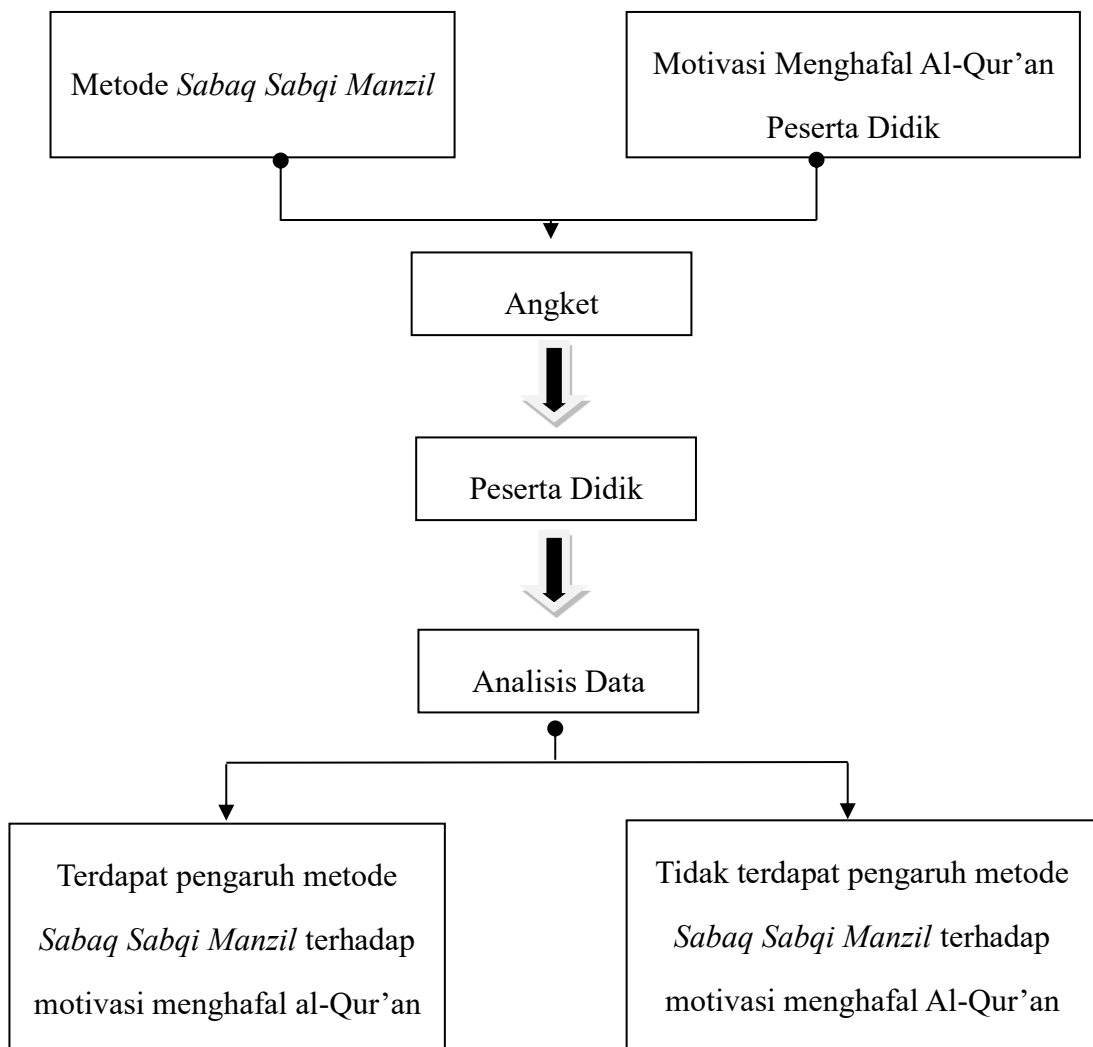 Metode Sabaq Sabqi Manzil
Motivasi Menghafal Al-Qur’an
Peserta Didik
Angket
Peserta Didik
Analisis Data
Terdapat pengaruh metode
Sabaq Sabqi Manzil terhadap
motivasi menghafal al-Qur’an
Tidak terdapat pengaruh metode
Sabaq Sabqi Manzil terhadap
motivasi menghafal Al-Qur’an